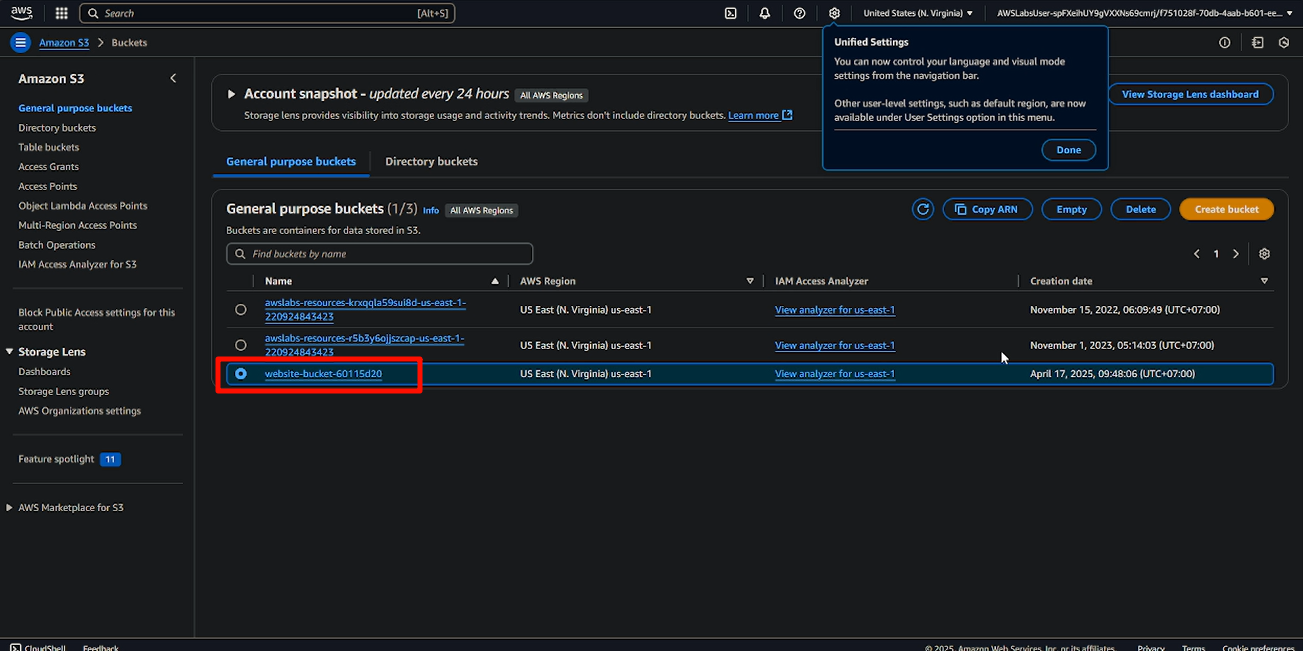 aws
Search [Alt+S]
United States (N. Virginia)
AWSLabsUser-spFXeihUY9gVXXNs69cmrj/f751028f-70db-4aab-b601-ee...
Amazon S3 > Buckets
Unified Settings
You can now control your language and visual mode
settings from the navigation bar.
Other user-level settings, such as default region, are now
available under User Settings option in this menu.
Done
Amazon S3
General purpose buckets
Directory buckets
Table buckets
Access Grants
Access Points
Object Lambda Access Points
Multi-Region Access Points
Batch Operations
IAM Access Analyzer for S3
Block Public Access settings for this
account
Storage Lens
Dashboards
Storage Lens groups
AWS Organizations settings
Feature spotlight 11
AWS Marketplace for S3
Account snapshot - updated every 24 hours All AWS Regions
Storage lens provides visibility into storage usage and activity trends. Metrics don't include directory buckets. Learn more
View Storage Lens dashboard
General purpose buckets Directory buckets
General purpose buckets (1/3) Info All AWS Regions
Copy ARN Empty Delete Create bucket
Buckets are containers for data stored in S3.
Find buckets by name
1
Name AWS Region IAM Access Analyzer Creation date
awslabs-resources-krxqqla59sui8d-us-east-1-
220924843423
US East (N. Virginia) us-east-1 View analyzer for us-east-1 November 15, 2022, 06:09:49 (UTC+07:00)
awslabs-resources-r5b3y6ojjszcap-us-east-1-
220924843423
US East (N. Virginia) us-east-1 View analyzer for us-east-1 November 1, 2023, 05:14:03 (UTC+07:00)
website-bucket-60115d20 US East (N. Virginia) us-east-1 View analyzer for us-east-1 April 17, 2025, 09:48:06 (UTC+07:00)
CloudShell Feedback © 2025, Amazon Web Services, Inc. or its affiliates. Privacy Terms Cookie preferences